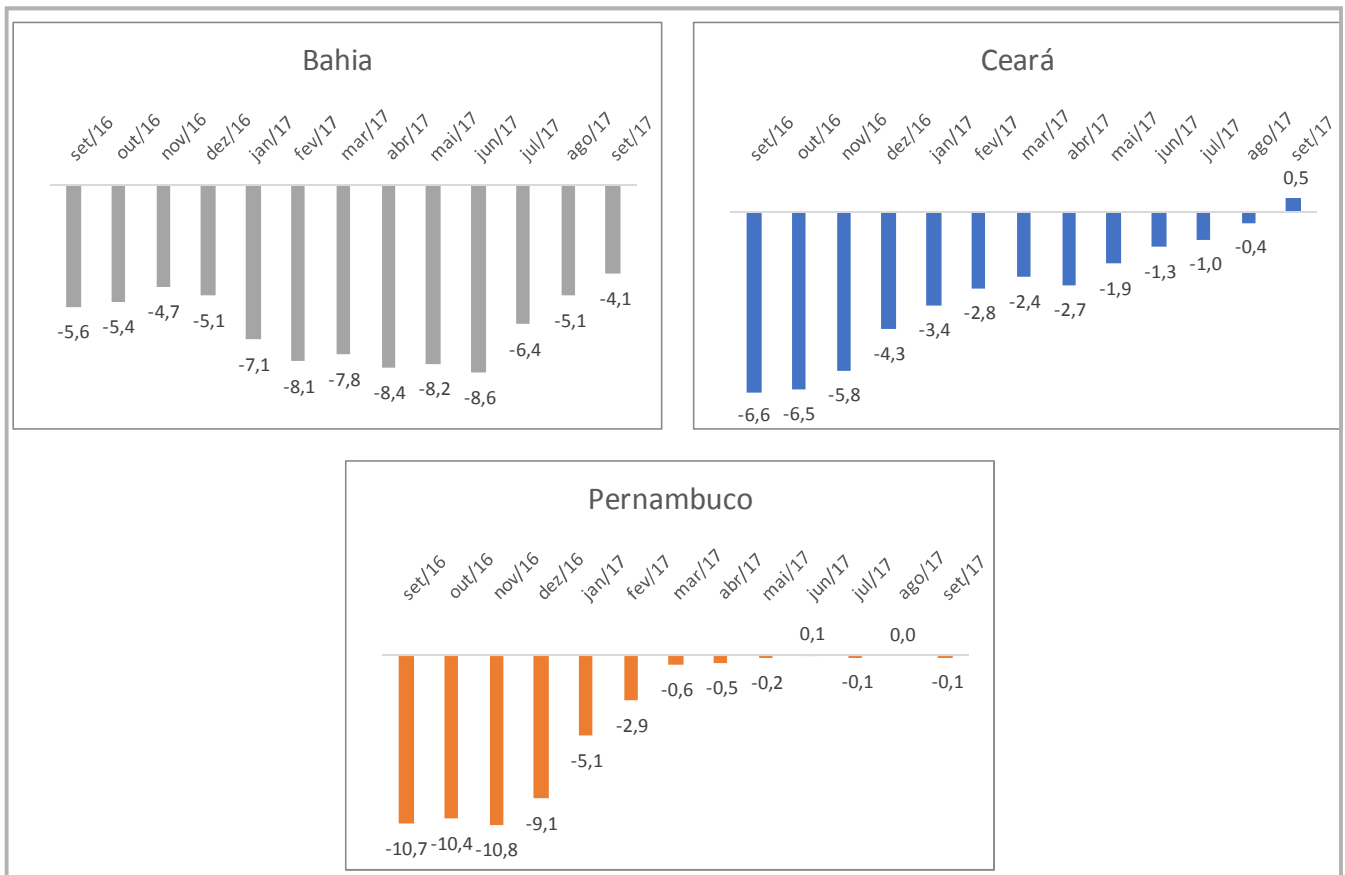 Bahia
set/16 out/16 nov/16 dez/16 jan/17 fev/17 mar/17 abr/17 mai/17 jun/17 jul/17 ago/17 set/17
-5,6 -5,4 -4,7 -5,1 -7,1 -8,1 -7,8 -8,4 -8,2 -8,6 -6,4 -5,1 -4,1
Ceará
set/16 out/16 nov/16 dez/16 jan/17 fev/17 mar/17 abr/17 mai/17 jun/17 jul/17 ago/17 set/17
-6,6 -6,5 -5,8 -4,3 -3,4 -2,8 -2,4 -2,7 -1,9 -1,3 -1,0 -0,4 0,5
Pernambuco
set/16 out/16 nov/16 dez/16 jan/17 fev/17 mar/17 abr/17 mai/17 jun/17 jul/17 ago/17 set/17
-10,7 -10,4 -10,8 -9,1 -5,1 -2,9 -0,6 -0,5 -0,2 0,1 -0,1 0,0 -0,1